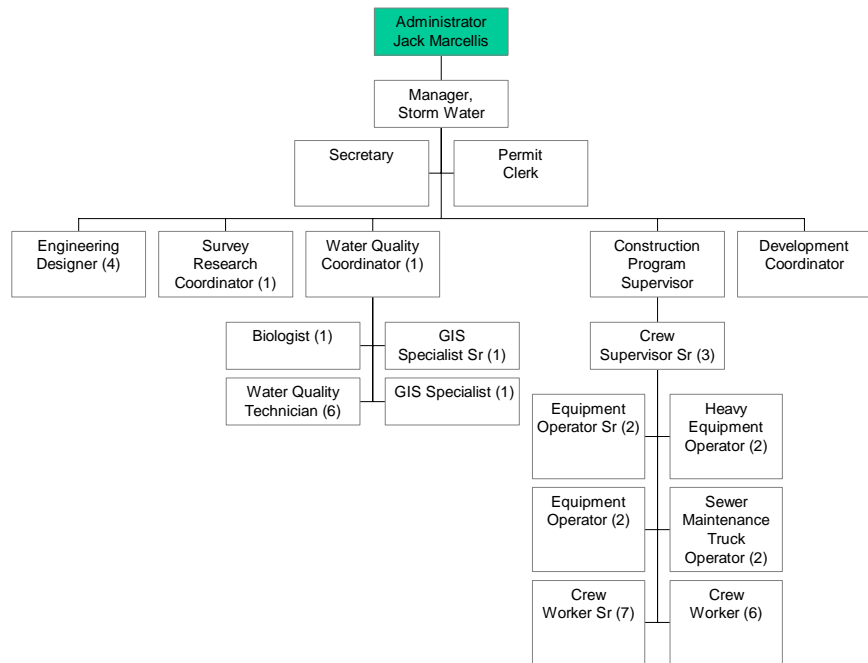 Administrator
Jack Marcellis
Manager,
Storm Water
Secretary
Permit
Clerk
Engineering
Designer (4)
Survey
Research
Coordinator (1)
Water Quality
Coordinator (1)
Construction
Program
Supervisor
Development
Coordinator
Biologist (1)
GIS
Specialist Sr (1)
Crew
Supervisor Sr (3)
Water Quality
Technician (6)
GIS Specialist (1)
Equipment
Operator Sr (2)
Heavy
Equipment
Operator (2)
Equipment
Operator (2)
Sewer
Maintenance
Truck
Operator (2)
Crew
Worker Sr (7)
Crew
Worker (6)